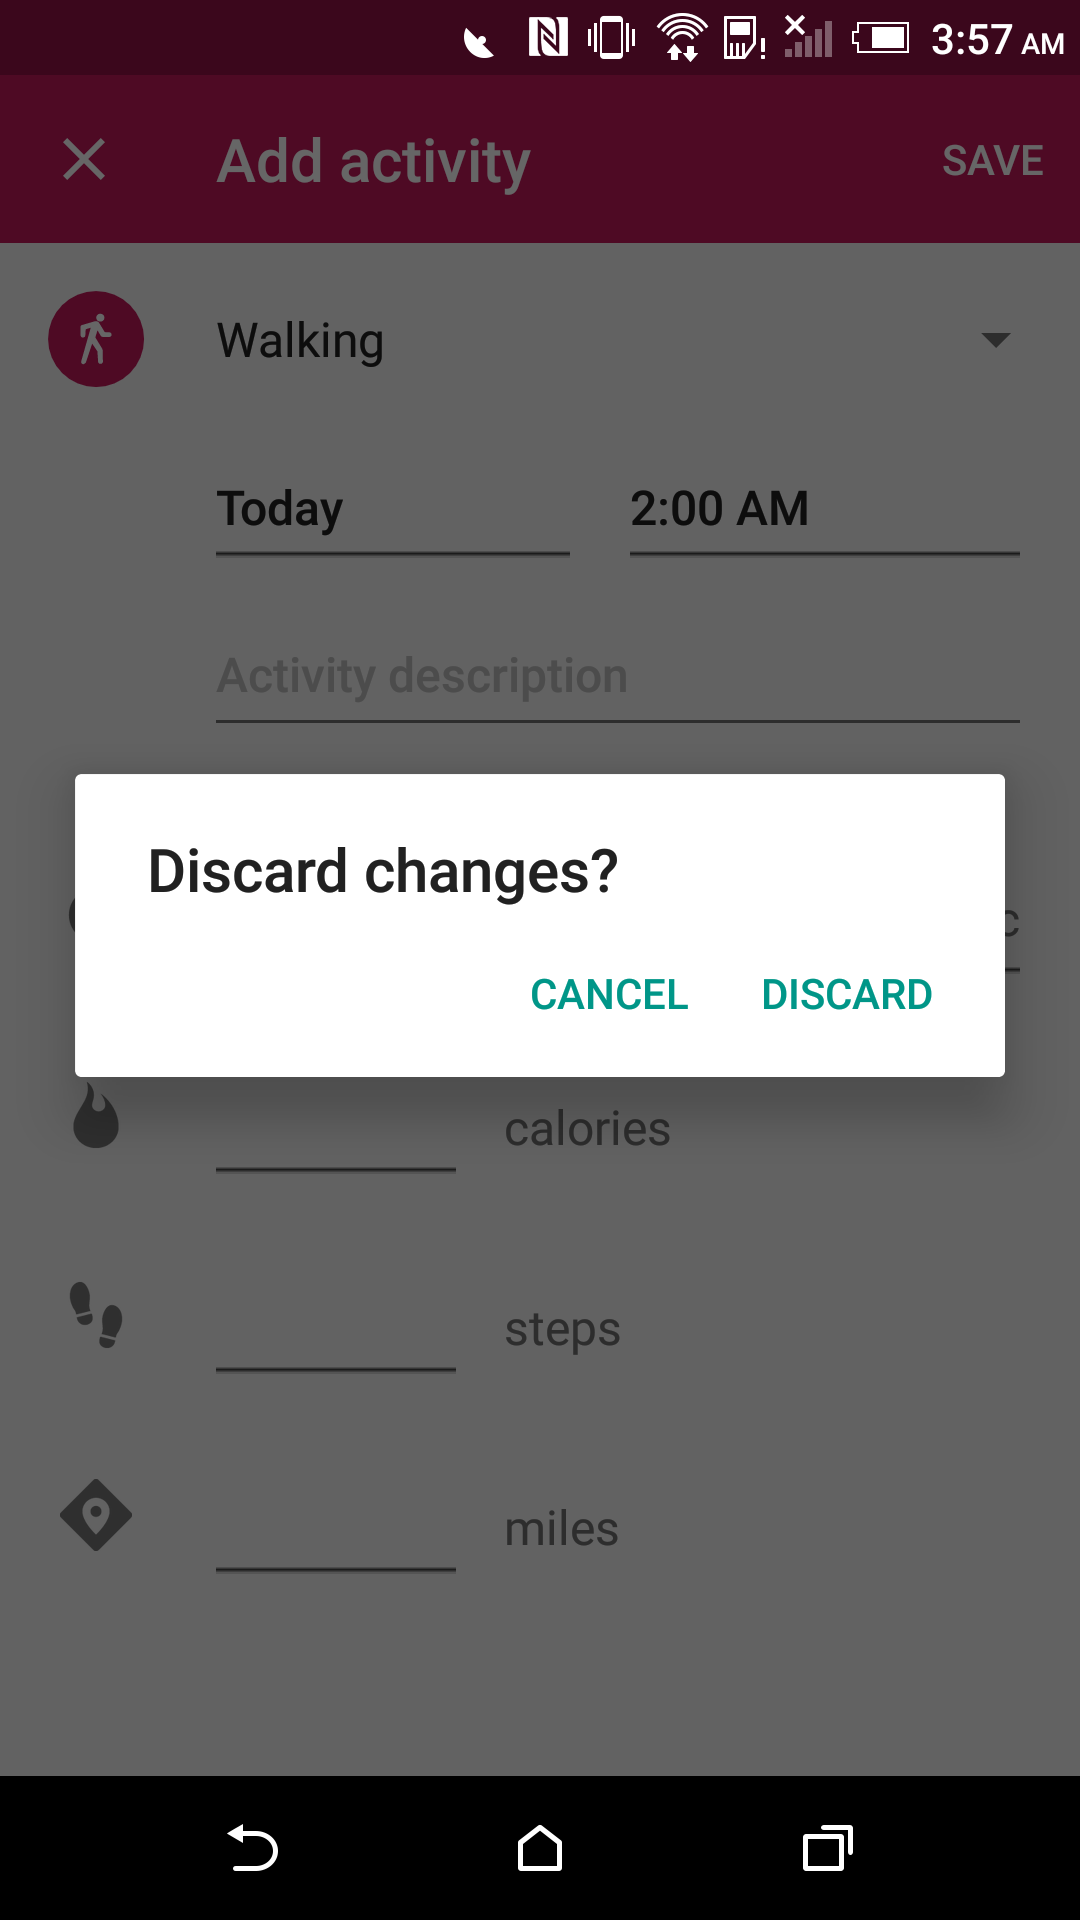 3:57 AM
Add activity
SAVE
Walking
Today
2:00 AM
Activity description
Discard changes?
CANCEL
DISCARD
calories
steps
miles